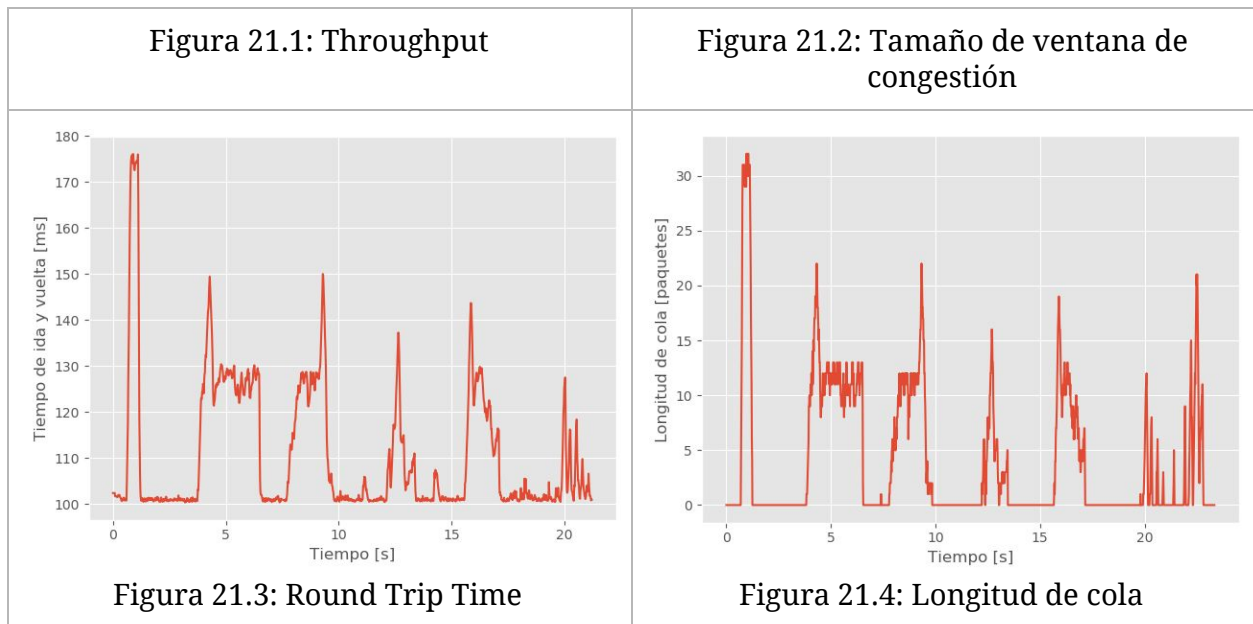 Figura 21.1: Throughput
Figura 21.2: Tamaño de ventana de
congestión
180
170
160
150
140
130
120
110
100
Tiempo de ida y vuelta [ms]
0
5
10
15
20
Tiempo [s]
30
25
20
15
10
5
0
Longitud de cola [paquetes]
0
5
10
15
20
Tiempo [s]
Figura 21.3: Round Trip Time
Figura 21.4: Longitud de cola